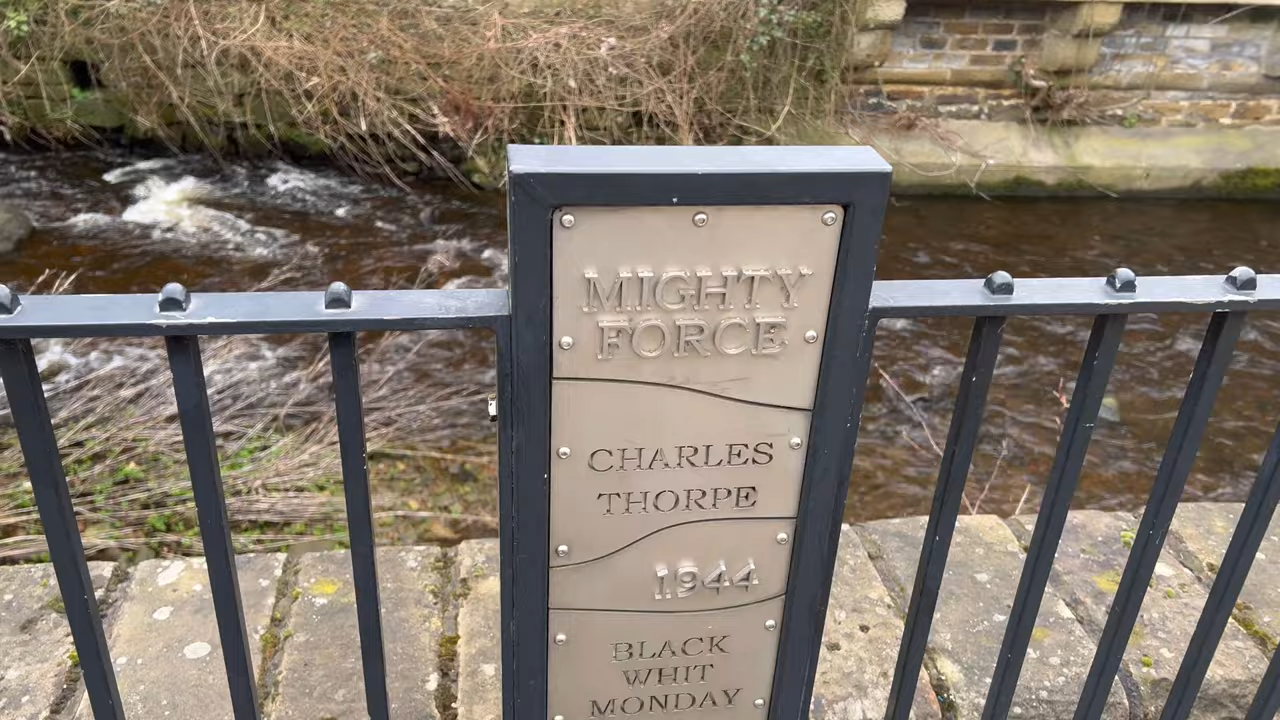 MIGHTY
FORCE
CHARLES
THORPE
1944
BLACK
WHIT
MONDAY